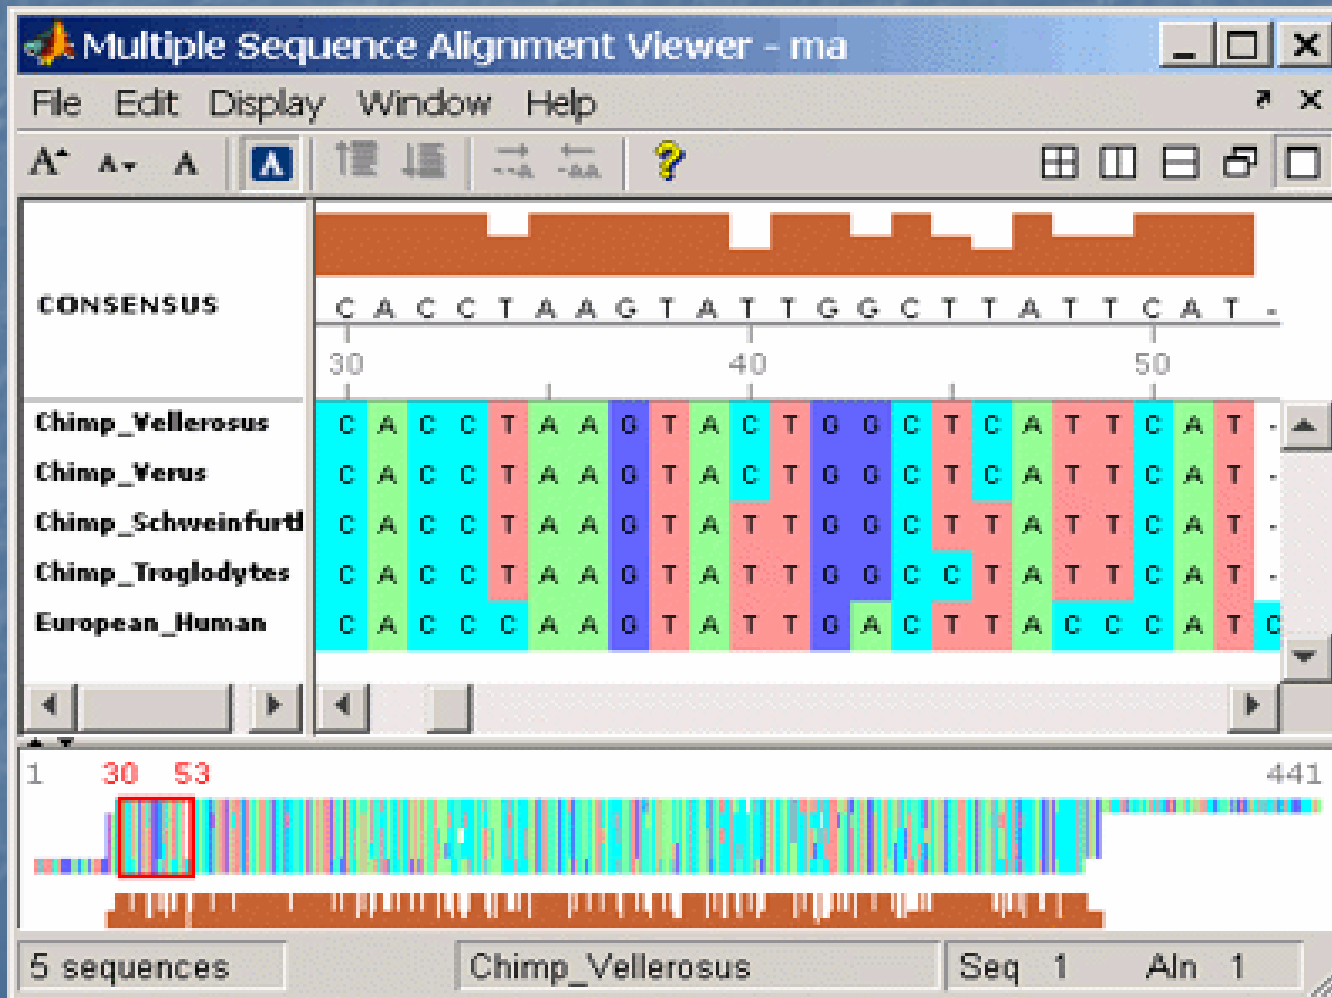 Multiple Sequence Alignment Viewer - ma
File Edit Display Window Help
A A A A
CONSENSUS C A C C T A A G T A T T G G C T T A T T C A T -
30 40 50
Chimp_Vellerosus C A C C T A A G T A C T G G C T C A T T C A T -
Chimp_Verus C A C C T A A G T A C T G G C T C A T T C A T -
Chimp_Schweinfurtl C A C C T A A G T A T T G G C T T A T T C A T -
Chimp_Troglodytes C A C C T A A G T A T T G G C C T A T T C A T -
European_Human C A C C C A A G T A T T G A C T T A C C C A T C
1 30 53 441
5 sequences Chimp_Vellerosus Seq 1 Aln 1